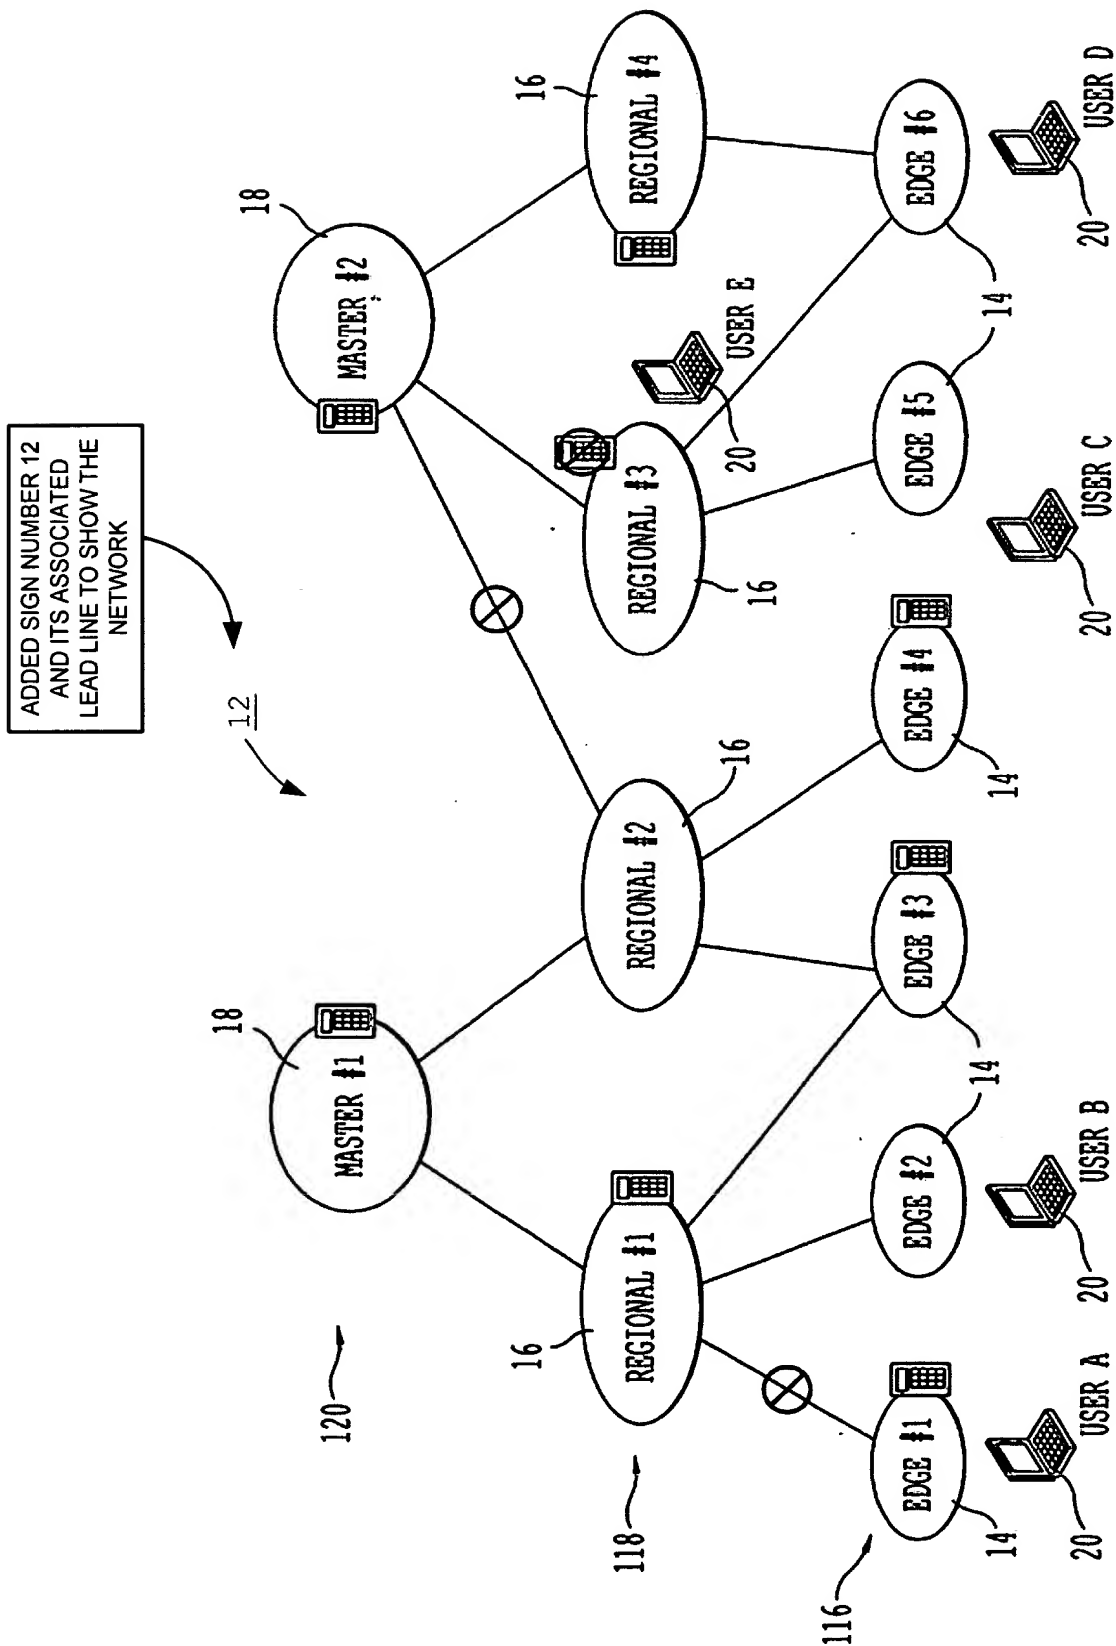 ADDED SIGN NUMBER 12
AND ITS ASSOCIATED
LEAD LINE TO SHOW THE
NETWORK
12
120
18
MASTER #1
18
MASTER #2
118
16
REGIONAL #1
REGIONAL #2
16
REGIONAL #3
16
16
REGIONAL #4
20
USER E
116
EDGE #1
14
EDGE #2
EDGE #3
14
EDGE #4
14
EDGE #5
EDGE #6
14
20
USER A
20
USER B
20
USER C
20
USER D